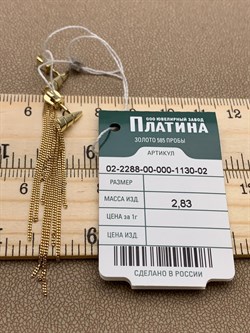 ООО ЮВЕЛИРНЫЙ ЗАВОД
ПЛАТИНА
ЗОЛОТО 585 ПРОБЫ
АРТИКУЛ
02-2288-00-000-1130-02
РАЗМЕР
МАССА ИЗД. 2,83
ЦЕНА за 1г
ЦЕНА ИЗД.
СДЕЛАНО В РОССИИ